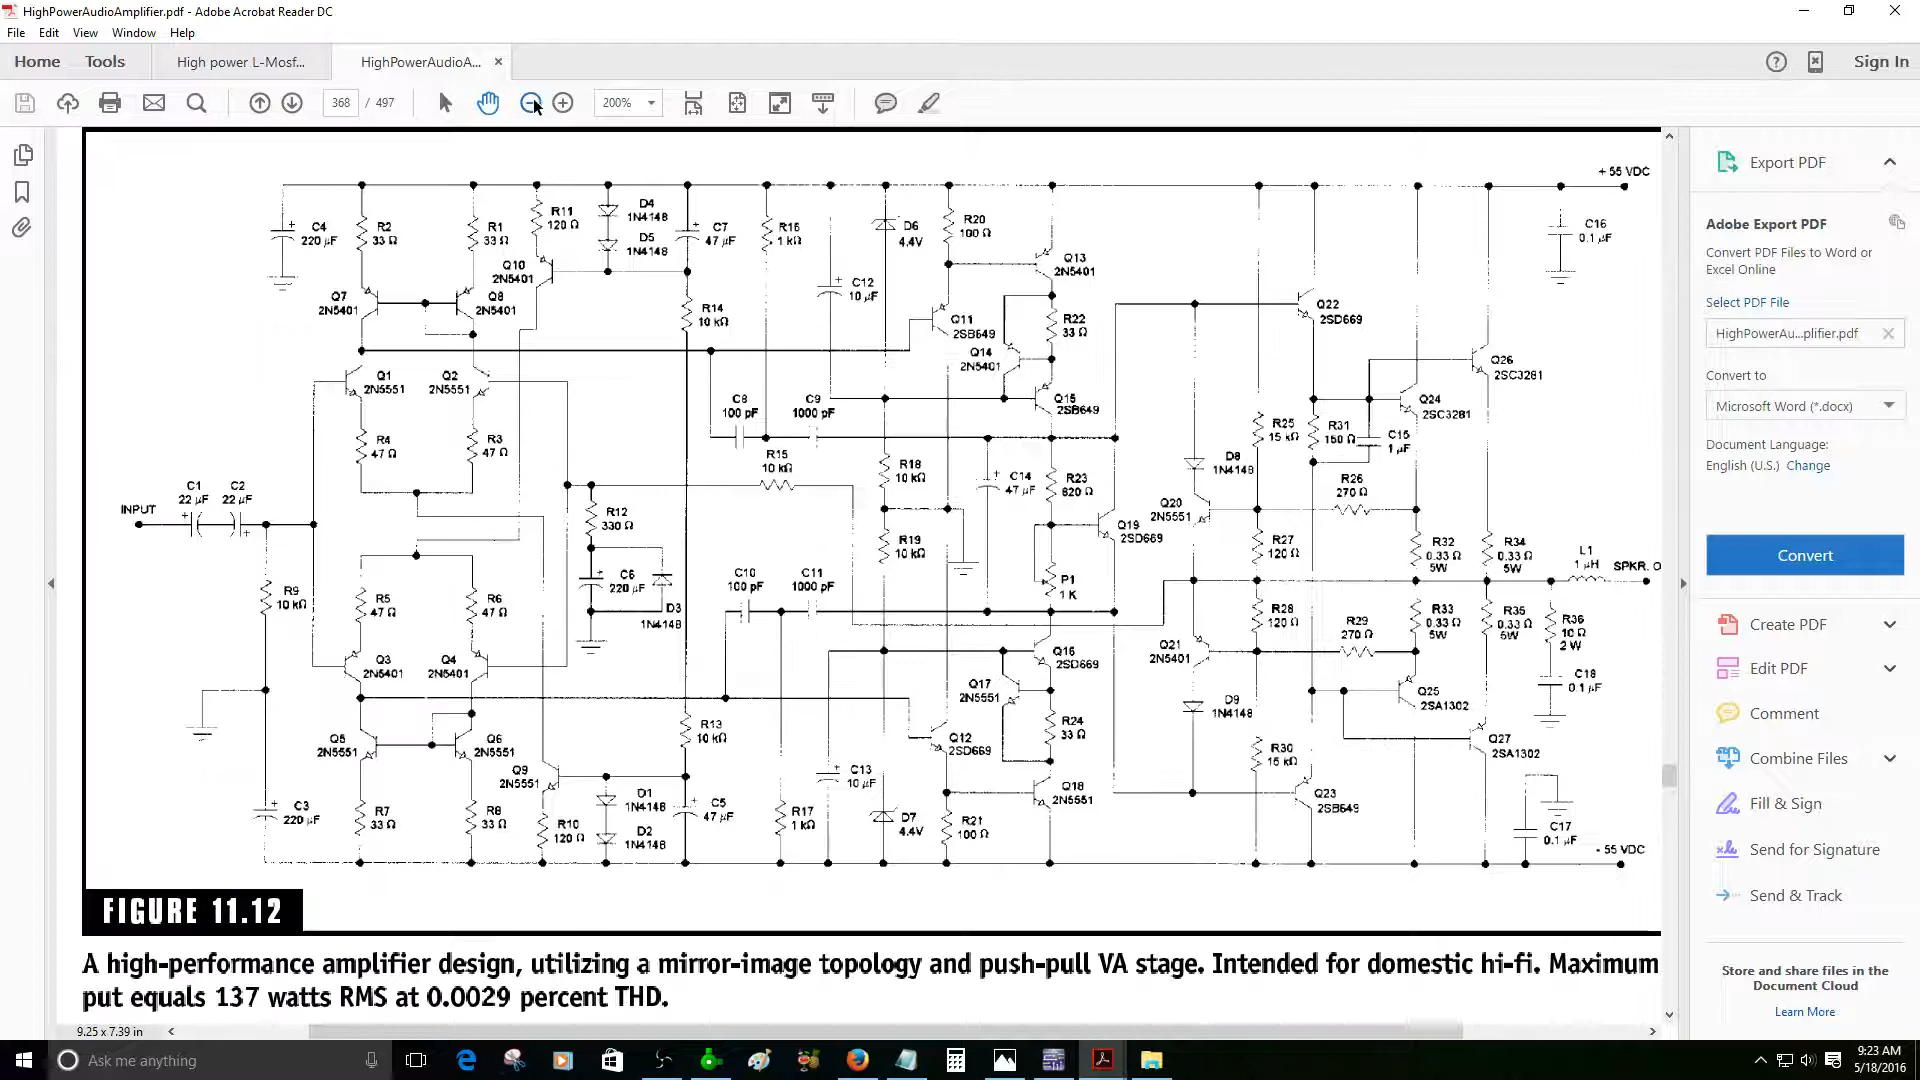 HighPowerAudioAmplifier.pdf - Adobe Acrobat Reader DC
File Edit View Window Help
Home Tools High power L-Mosf... HighPowerAudioA... × Sign In
368 / 497 200%
+ 55 VDC
C4 220 µF
R2 33 Ω
R1 33 Ω
R11 120 Ω
D4 1N4148
D5 1N4148
C7 47 µF
R16 1 kΩ
D6 4.4V
R20 100 Ω
C16 0.1 µF
Q10 2N5401
Q13 2N5401
Q7 2N5401
Q8 2N5401
R14 10 kΩ
C12 10 µF
Q11 2SB649
R22 33 Ω
Q14 2N5401
Q22 2SD669
Q26 2SC3281
Q1 2N5551
Q2 2N5551
Q15 2SB649
Q24 2SC3281
C8 100 pF
C9 1000 pF
R4 47 Ω
R3 47 Ω
R15 10 kΩ
R18 10 kΩ
C14 47 µF
R23 820 Ω
D8 1N4148
R25 15 kΩ
R31 150 Ω
C15 1 µF
R26 270 Ω
INPUT
C1 22 µF
C2 22 µF
R12 330 Ω
Q20 2N5551
Q19 2SD669
R19 10 kΩ
R27 120 Ω
R32 0.33 Ω 5W
R34 0.33 Ω 5W
L1 1 µH
SPKR. O
R9 10 kΩ
R5 47 Ω
R6 47 Ω
C6 220 µF
D3 1N4148
C10 100 pF
C11 1000 pF
P1 1 K
R28 120 Ω
R29 270 Ω
R33 0.33 Ω 5W
R35 0.33 Ω 5W
R36 10 Ω 2 W
Q3 2N5401
Q4 2N5401
Q16 2SD669
Q17 2N5551
Q21 2N5401
C18 0.1 µF
Q25 2SA1302
D9 1N4148
R13 10 kΩ
R24 33 Ω
Q5 2N5551
Q6 2N5551
Q9 2N5551
Q12 2SD669
R30 15 kΩ
Q27 2SA1302
C13 10 µF
Q18 2N5551
Q23 2SB649
C3 220 µF
R7 33 Ω
R8 33 Ω
R10 120 Ω
D1 1N4148
D2 1N4148
C5 47 µF
R17 1 kΩ
D7 4.4V
R21 100 Ω
C17 0.1 µF
- 55 VDC
FIGURE 11.12
A high-performance amplifier design, utilizing a mirror-image topology and push-pull VA stage. Intended for domestic hi-fi. Maximum
put equals 137 watts RMS at 0.0029 percent THD.
9.25 x 7.39 in
Export PDF
Adobe Export PDF
Convert PDF Files to Word or
Excel Online
Select PDF File
HighPowerAu...plifier.pdf
Convert to
Microsoft Word (*.docx)
Document Language:
English (U.S.) Change
Convert
Create PDF
Edit PDF
Comment
Combine Files
Fill & Sign
Send for Signature
Send & Track
Store and share files in the
Document Cloud
Learn More
Ask me anything
9:23 AM
5/18/2016